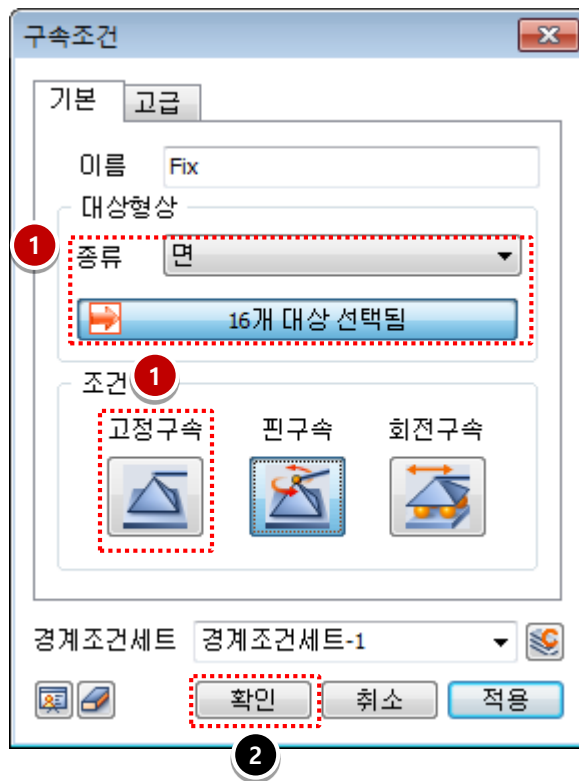 구속조건
기본 고급
이름 Fix
대상형상
1
종류 면
16개 대상 선택됨
조건 1
고정구속 핀구속 회전구속
경계조건세트 경계조건세트-1
확인 취소 적용
2